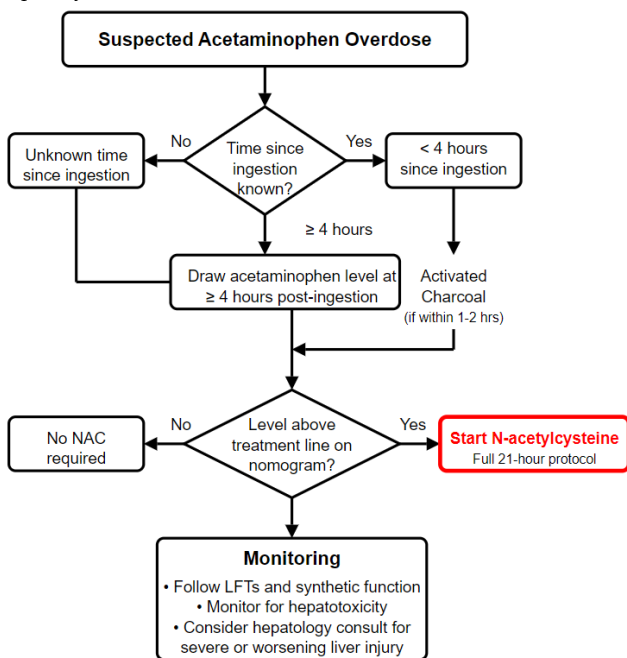 Suspected Acetaminophen Overdose
No
Yes
Unknown time
since ingestion
Time since
ingestion
known?
< 4 hours
since ingestion
≥ 4 hours
Draw acetaminophen level at
≥ 4 hours post-ingestion
Activated
Charcoal
(if within 1-2 hrs)
No
Yes
No NAC
required
Level above
treatment line on
nomogram?
Start N-acetylcysteine
Full 21-hour protocol
Monitoring
• Follow LFTs and synthetic function
• Monitor for hepatotoxicity
• Consider hepatology consult for
severe or worsening liver injury